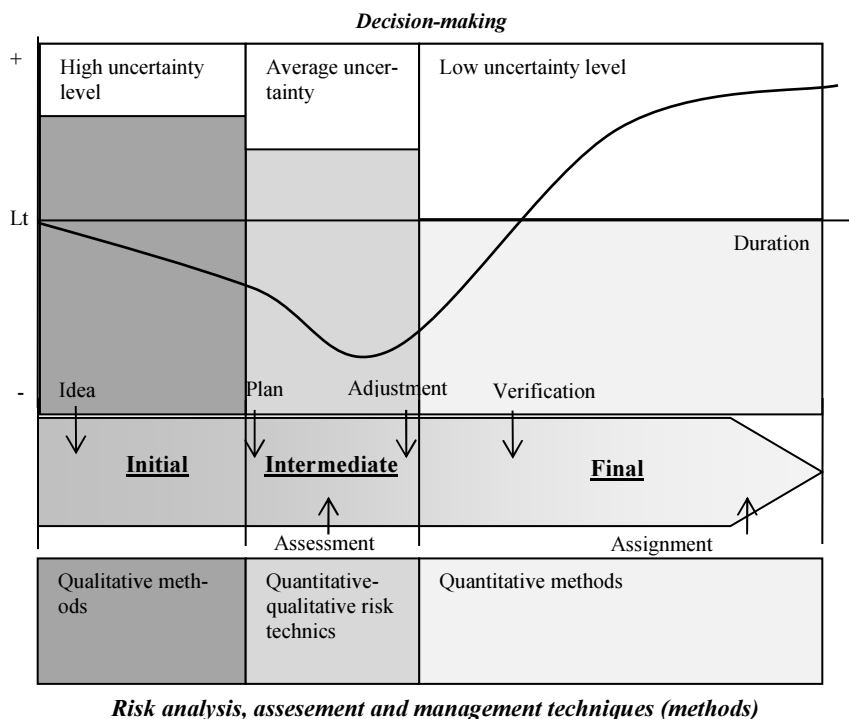 Decision-making
+
High uncertainty
level
Average uncer-
tainty
Low uncertainty level
Lt
Duration
-
Idea
Plan
Adjustment
Verification
Initial
Intermediate
Final
Assessment
Assignment
Qualitative meth-
ods
Quantitative-
qualitative risk
technics
Quantitative methods
Risk analysis, assesement and management techniques (methods)